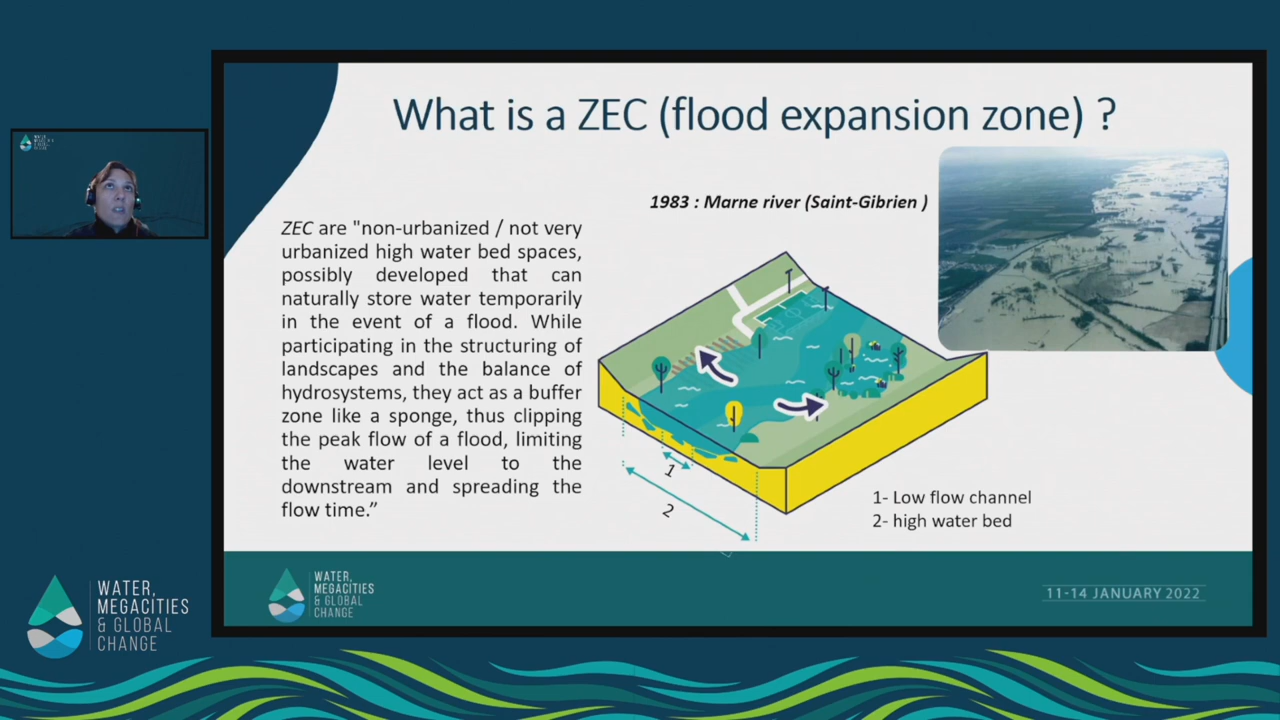 What is a ZEC (flood expansion zone) ?
1983 : Marne river (Saint-Gibrien )
ZEC are "non-urbanized / not very
urbanized high water bed spaces,
possibly developed that can
naturally store water temporarily
in the event of a flood. While
participating in the structuring of
landscapes and the balance of
hydrosystems, they act as a buffer
zone like a sponge, thus clipping
the peak flow of a flood, limiting
the water level to the
downstream and spreading the
flow time.”
1
2
1- Low flow channel
2- high water bed
WATER,
MEGACITIES
& GLOBAL
CHANGE
11-14 JANUARY 2022
WATER,
MEGACITIES
& GLOBAL
CHANGE